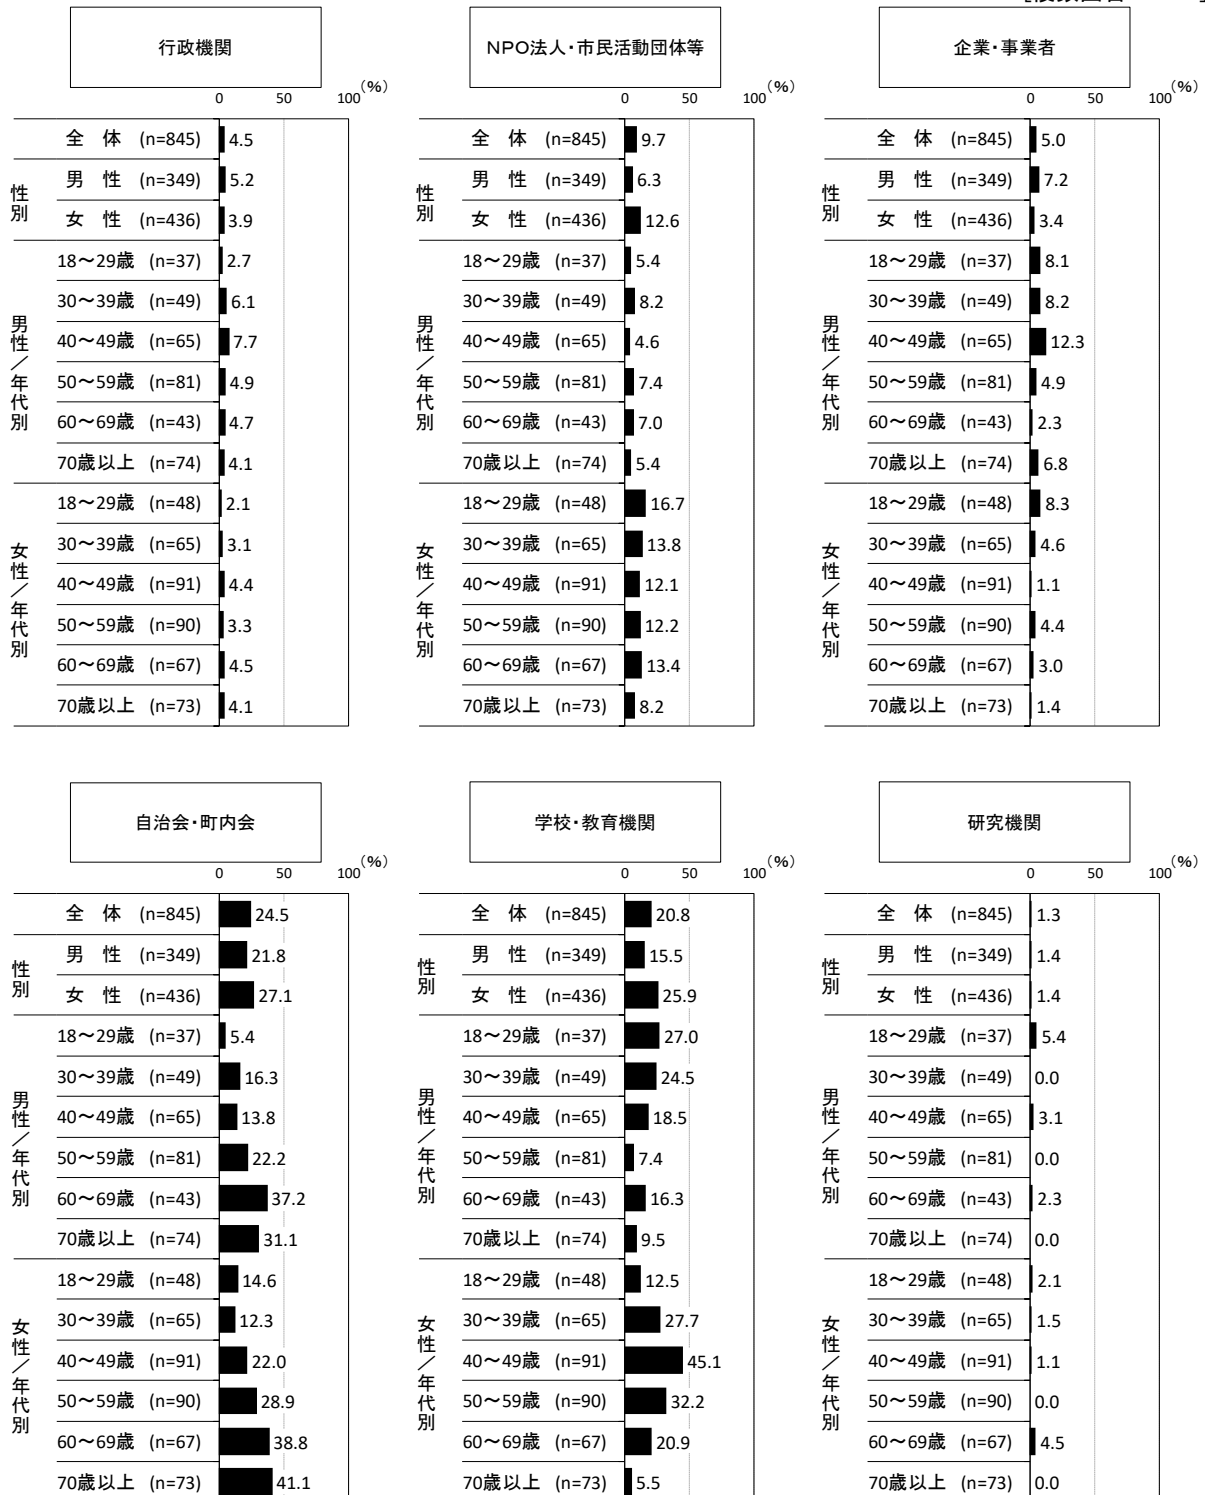 行政機関
0 50 100(%)
全 体 (n=845) 4.5
性別
男 性 (n=349) 5.2
女 性 (n=436) 3.9
男性/年代別
18～29歳 (n=37) 2.7
30～39歳 (n=49) 6.1
40～49歳 (n=65) 7.7
50～59歳 (n=81) 4.9
60～69歳 (n=43) 4.7
70歳以上 (n=74) 4.1
女性/年代別
18～29歳 (n=48) 2.1
30～39歳 (n=65) 3.1
40～49歳 (n=91) 4.4
50～59歳 (n=90) 3.3
60～69歳 (n=67) 4.5
70歳以上 (n=73) 4.1
NPO法人・市民活動団体等
0 50 100(%)
全 体 (n=845) 9.7
性別
男 性 (n=349) 6.3
女 性 (n=436) 12.6
男性/年代別
18～29歳 (n=37) 5.4
30～39歳 (n=49) 8.2
40～49歳 (n=65) 4.6
50～59歳 (n=81) 7.4
60～69歳 (n=43) 7.0
70歳以上 (n=74) 5.4
女性/年代別
18～29歳 (n=48) 16.7
30～39歳 (n=65) 13.8
40～49歳 (n=91) 12.1
50～59歳 (n=90) 12.2
60～69歳 (n=67) 13.4
70歳以上 (n=73) 8.2
企業・事業者
0 50 100(%)
全 体 (n=845) 5.0
性別
男 性 (n=349) 7.2
女 性 (n=436) 3.4
男性/年代別
18～29歳 (n=37) 8.1
30～39歳 (n=49) 8.2
40～49歳 (n=65) 12.3
50～59歳 (n=81) 4.9
60～69歳 (n=43) 2.3
70歳以上 (n=74) 6.8
女性/年代別
18～29歳 (n=48) 8.3
30～39歳 (n=65) 4.6
40～49歳 (n=91) 1.1
50～59歳 (n=90) 4.4
60～69歳 (n=67) 3.0
70歳以上 (n=73) 1.4
自治会・町内会
0 50 100(%)
全 体 (n=845) 24.5
性別
男 性 (n=349) 21.8
女 性 (n=436) 27.1
男性/年代別
18～29歳 (n=37) 5.4
30～39歳 (n=49) 16.3
40～49歳 (n=65) 13.8
50～59歳 (n=81) 22.2
60～69歳 (n=43) 37.2
70歳以上 (n=74) 31.1
女性/年代別
18～29歳 (n=48) 14.6
30～39歳 (n=65) 12.3
40～49歳 (n=91) 22.0
50～59歳 (n=90) 28.9
60～69歳 (n=67) 38.8
70歳以上 (n=73) 41.1
学校・教育機関
0 50 100(%)
全 体 (n=845) 20.8
性別
男 性 (n=349) 15.5
女 性 (n=436) 25.9
男性/年代別
18～29歳 (n=37) 27.0
30～39歳 (n=49) 24.5
40～49歳 (n=65) 18.5
50～59歳 (n=81) 7.4
60～69歳 (n=43) 16.3
70歳以上 (n=74) 9.5
女性/年代別
18～29歳 (n=48) 12.5
30～39歳 (n=65) 27.7
40～49歳 (n=91) 45.1
50～59歳 (n=90) 32.2
60～69歳 (n=67) 20.9
70歳以上 (n=73) 5.5
研究機関
0 50 100(%)
全 体 (n=845) 1.3
性別
男 性 (n=349) 1.4
女 性 (n=436) 1.4
男性/年代別
18～29歳 (n=37) 5.4
30～39歳 (n=49) 0.0
40～49歳 (n=65) 3.1
50～59歳 (n=81) 0.0
60～69歳 (n=43) 2.3
70歳以上 (n=74) 0.0
女性/年代別
18～29歳 (n=48) 2.1
30～39歳 (n=65) 1.5
40～49歳 (n=91) 1.1
50～59歳 (n=90) 0.0
60～69歳 (n=67) 4.5
70歳以上 (n=73) 0.0